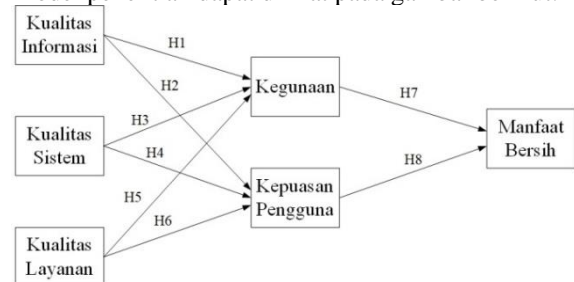 Kualitas
Informasi
H1
H2
Kegunaan
H7
Kualitas
Sistem
H3
H4
Manfaat
Bersih
H8
H5
Kepuasan
Pengguna
H6
Kualitas
Layanan